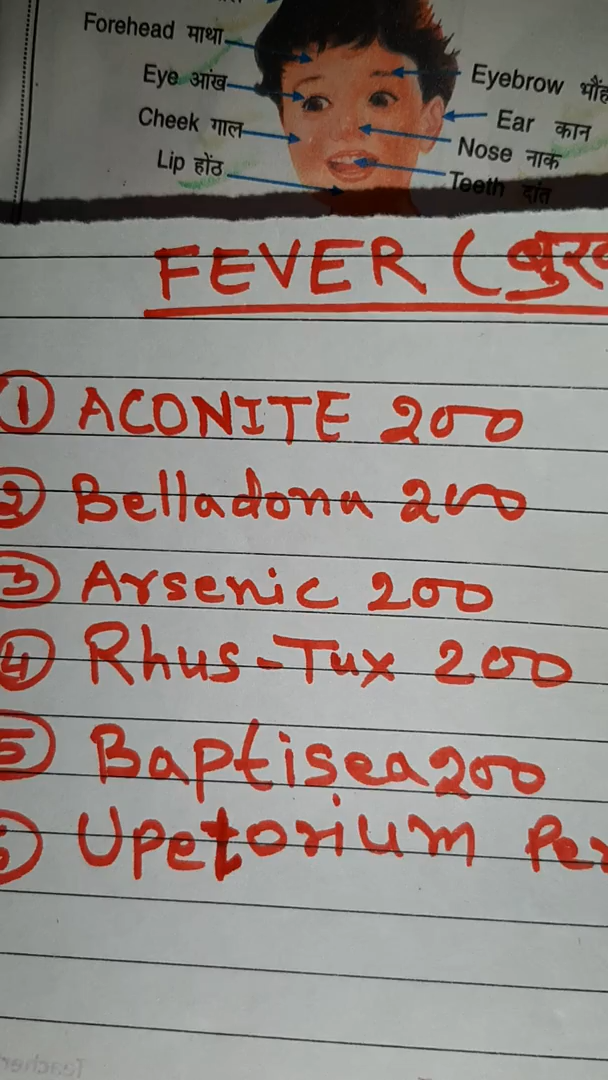 Forehead माथा
Eye आंख
Cheek गाल
Lip होंठ
Eyebrow भौंह
Ear कान
Nose नाक
Teeth दांत
FEVER (बुख
1 ACONITE 200
2 Belladona 200
3 Arsenic 200
4 Rhus-Tux 200
5 Baptisea 200
6 Upetorium Per